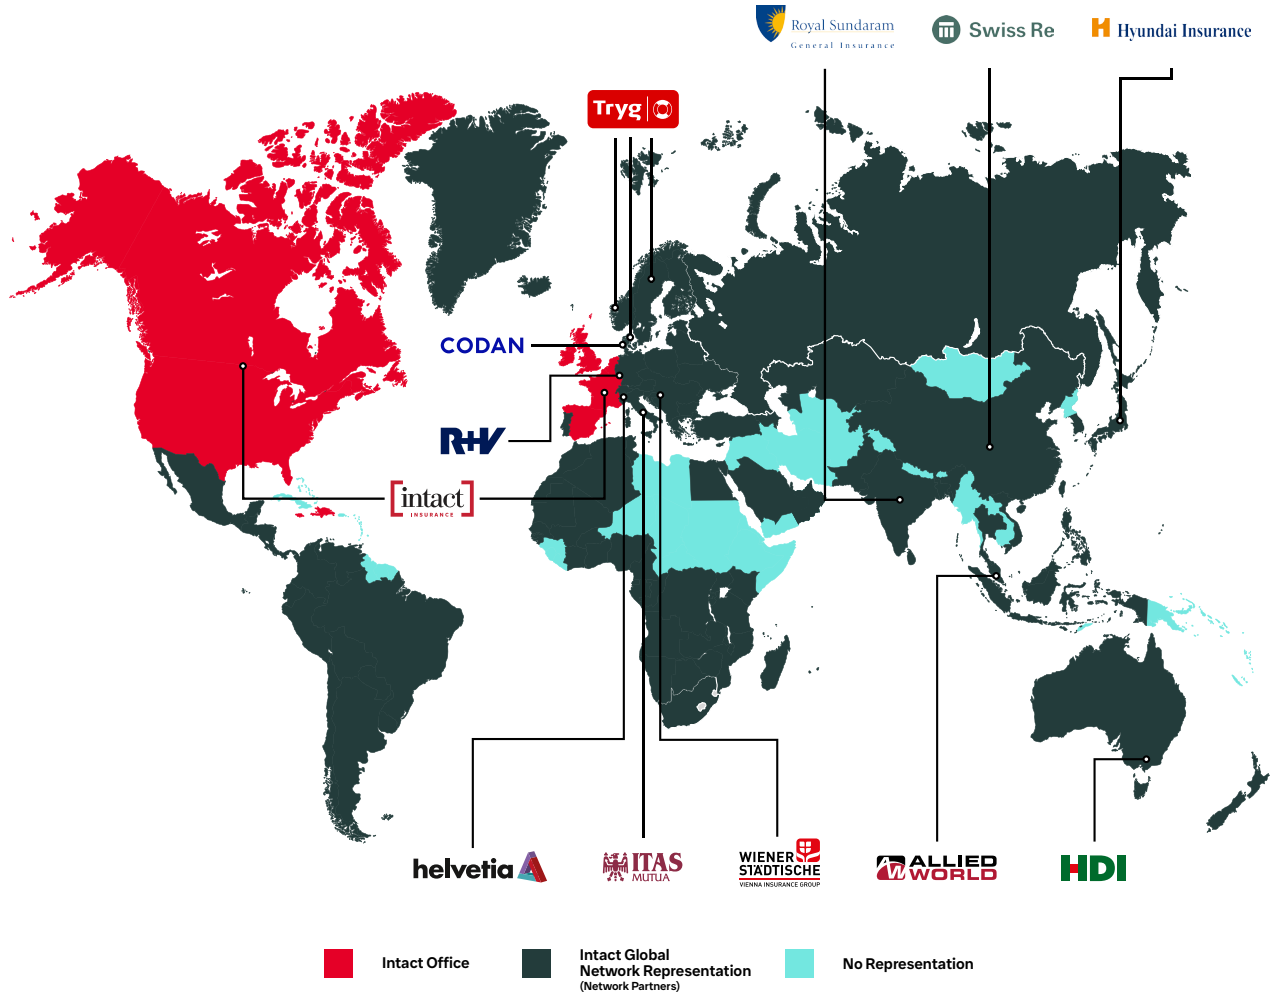 Royal Sundaram
General Insurance
Swiss Re
Hyundai Insurance
Tryg
CODAN
R+V
intact
INSURANCE
helvetia
ITAS
MUTUA
WIENER
STÄDTISCHE
VIENNA INSURANCE GROUP
AW
ALLIED
WORLD
HDI
Intact Office
Intact Global
Network Representation
(Network Partners)
No Representation